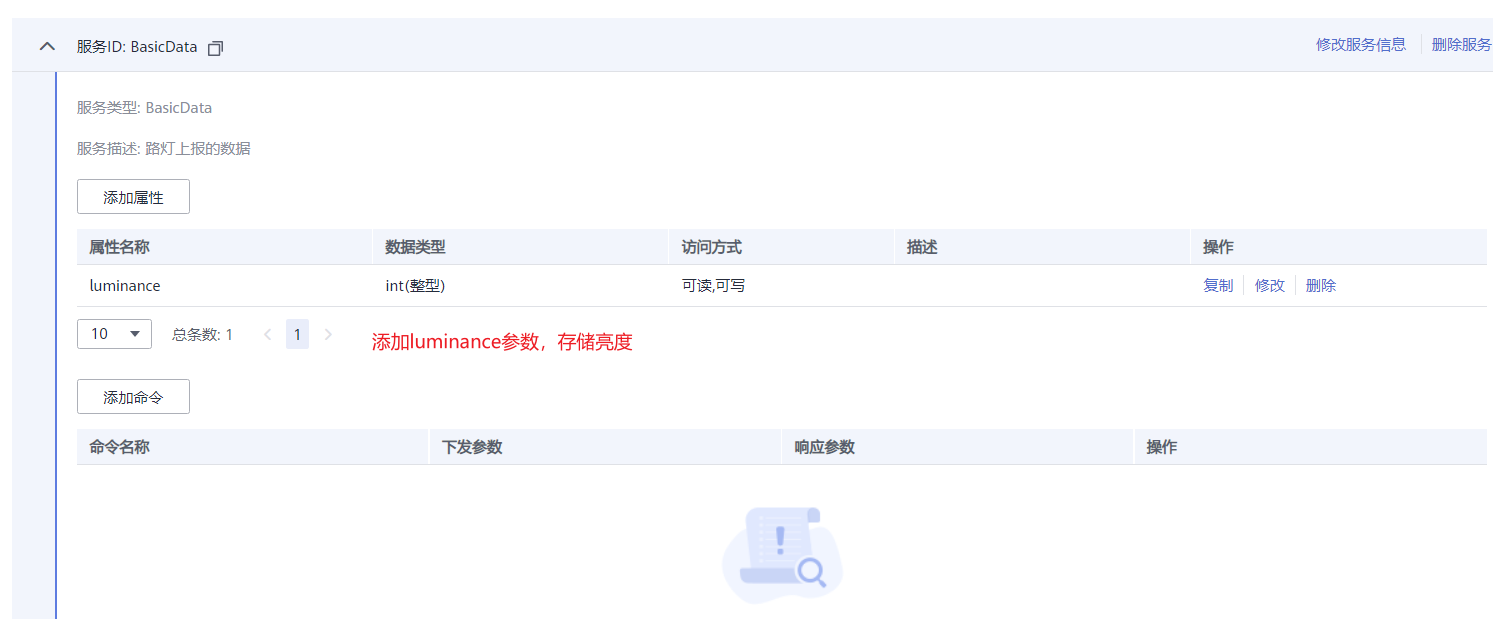 服务ID: BasicData 修改服务信息 删除服务
服务类型: BasicData
服务描述: 路灯上报的数据
添加属性
属性名称 数据类型 访问方式 描述 操作
luminance int(整型) 可读,可写 复制 修改 删除
10 总条数: 1 1 添加luminance参数，存储亮度
添加命令
命令名称 下发参数 响应参数 操作